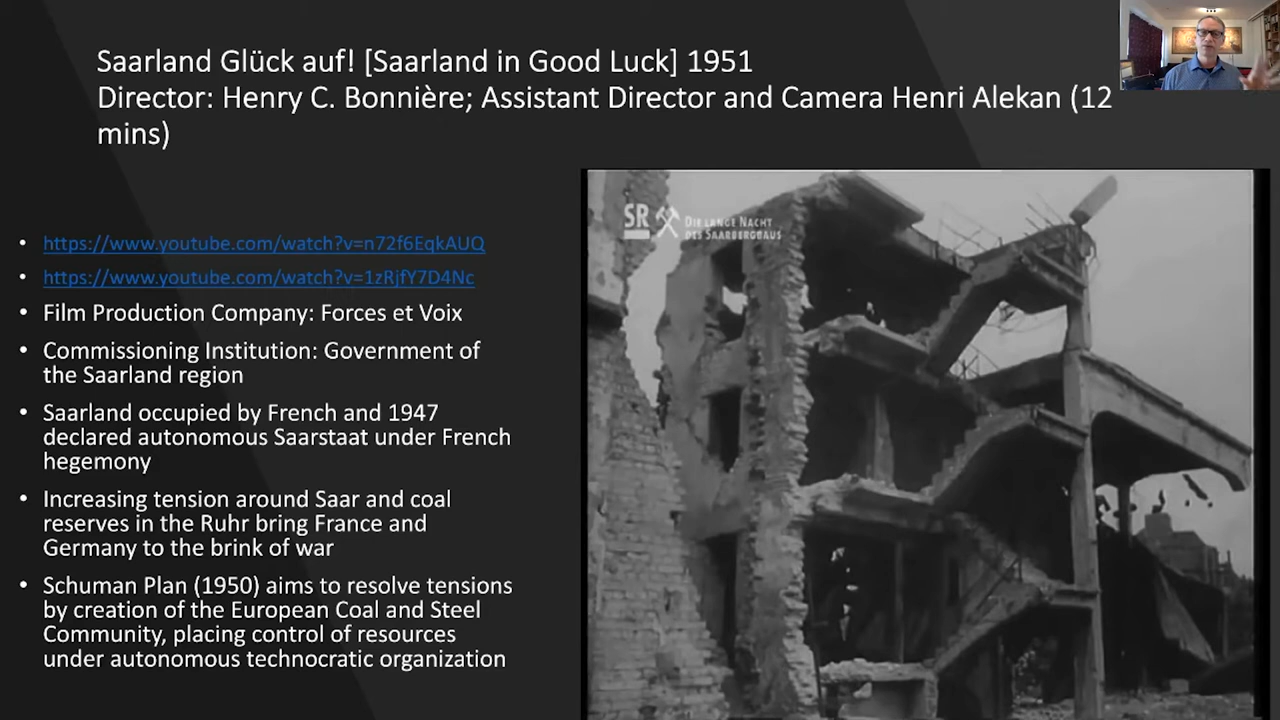 Saarland Glück auf! [Saarland in Good Luck] 1951
Director: Henry C. Bonnière; Assistant Director and Camera Henri Alekan (12
mins)
• https://www.youtube.com/watch?v=n72f6EqkAUQ
• https://www.youtube.com/watch?v=1zRjfY7D4Nc
• Film Production Company: Forces et Voix
• Commissioning Institution: Government of
the Saarland region
• Saarland occupied by French and 1947
declared autonomous Saarstaat under French
hegemony
• Increasing tension around Saar and coal
reserves in the Ruhr bring France and
Germany to the brink of war
• Schuman Plan (1950) aims to resolve tensions
by creation of the European Coal and Steel
Community, placing control of resources
under autonomous technocratic organization
SR
Die lange Nacht
des Saarbergbaus